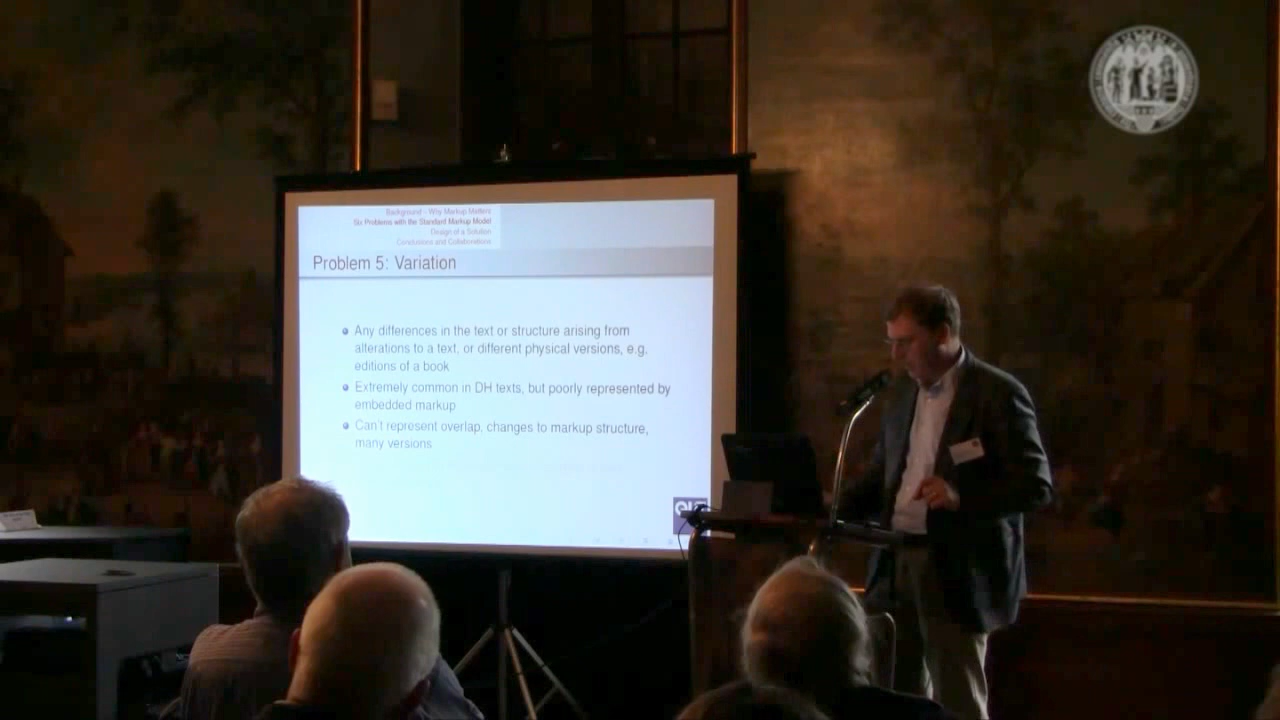 Background – Why Markup Matters
Six Problems with the Standard Markup Model
Design of a Solution
Conclusions and Collaborations
Problem 5: Variation
Any differences in the text or structure arising from
alterations to a text, or different physical versions, e.g.
editions of a book
Extremely common in DH texts, but poorly represented by
embedded markup
Can't represent overlap, changes to markup structure,
many versions